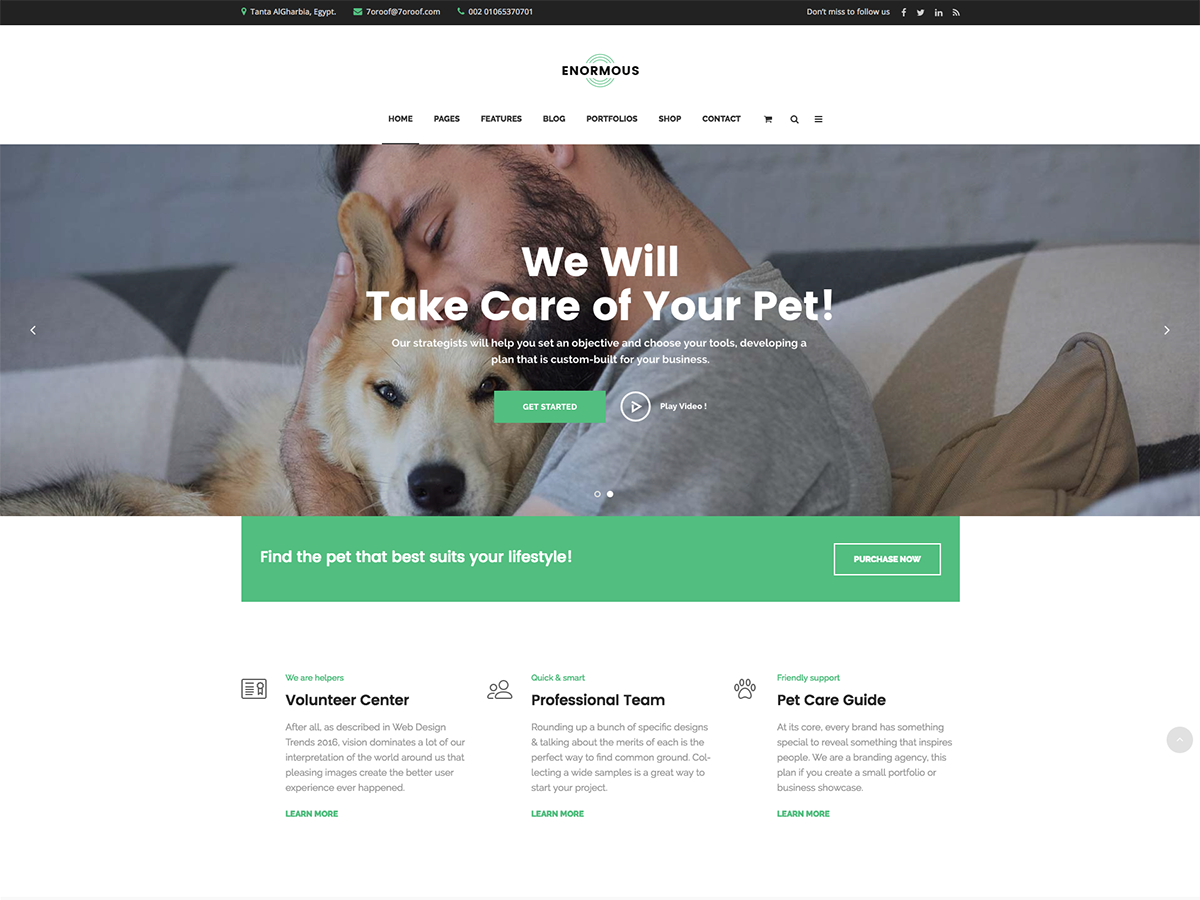 Tanta AlGharbia, Egypt. 7oroof@7oroof.com 002 01065370701 Don't miss to follow us
ENORMOUS
HOME PAGES FEATURES BLOG PORTFOLIOS SHOP CONTACT
We Will
Take Care of Your Pet!
Our strategists will help you set an objective and choose your tools, developing a
plan that is custom-built for your business.
GET STARTED Play Video !
Find the pet that best suits your lifestyle!
PURCHASE NOW
We are helpers
Volunteer Center
After all, as described in Web Design
Trends 2016, vision dominates a lot of our
interpretation of the world around us that
pleasing images create the better user
experience ever happened.
LEARN MORE
Quick & smart
Professional Team
Rounding up a bunch of specific designs
& talking about the merits of each is the
perfect way to find common ground. Col-
lecting a wide samples is a great way to
start your project.
LEARN MORE
Friendly support
Pet Care Guide
At its core, every brand has something
special to reveal something that inspires
people. We are a branding agency, this
plan if you create a small portfolio or
business showcase.
LEARN MORE